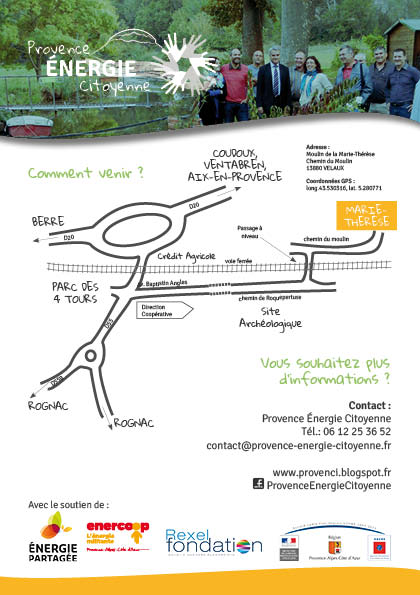 Provence
ÉNERGIE
Citoyenne
Adresse :
Moulin de la Marie-Thérèse
Chemin du Moulin
13880 VELAUX
Coordonnées GPS :
long 43.530516, lat. 5.280771
Comment venir ?
COUDOUX,
VENTABREN,
AIX-EN-PROVENCE
D20
MARIE-
THÉRÈSE
BERRE
D20
Passage à
niveau
chemin du moulin
Crédit Agricole
voie ferrée
PARC DES
4 TOURS
Baptistin Angles
chemin de Roquepertuse
Direction
Coopérative
Site
Archéologique
D55
ROGNAC
ROGNAC
Vous souhaitez plus
d'informations ?
Contact :
Provence Énergie Citoyenne
Tél.: 06 12 25 36 52
contact@provence-energie-citoyenne.fr
www.provenci.blogspot.fr
ProvenceEnergieCitoyenne
Avec le soutien de :
ÉNERGIE
PARTAGÉE
enercoop
L'énergie
militante
Provence-Alpes-Côte d'Azur
Rexel
fondation
Région
Provence-Alpes-Côte d'Azur
ADEME